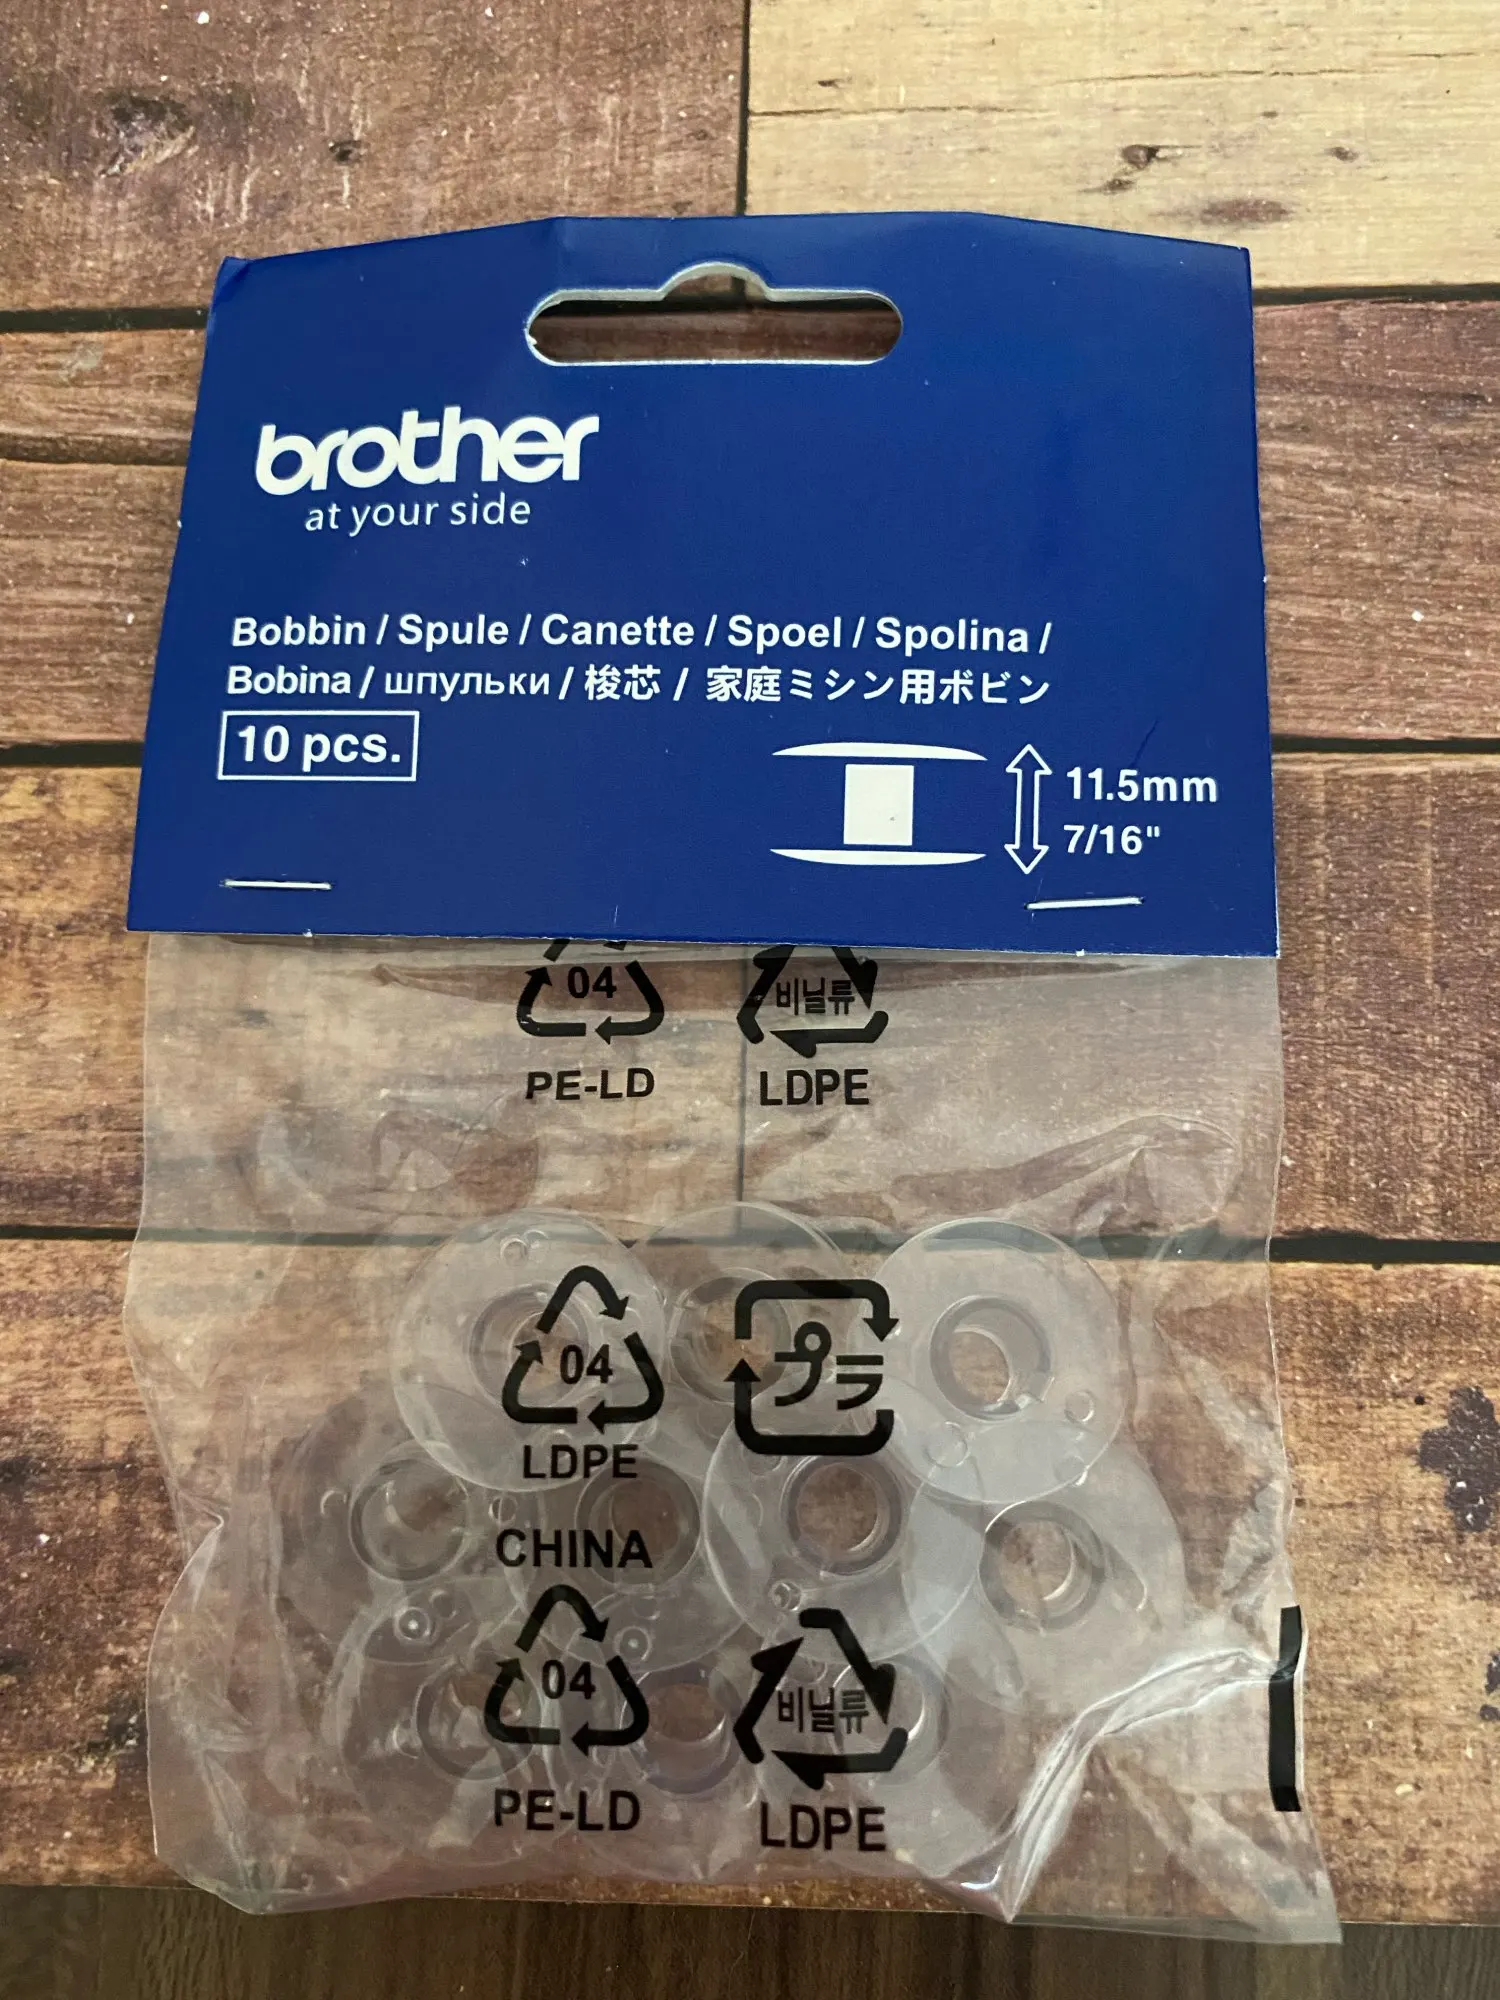 brother
at your side
Bobbin / Spule / Canette / Spoel / Spolina /
Bobina / шпульки / 梭芯 / 家庭ミシン用ボビン
10 pcs.
11.5mm
7/16"
04
비닐류
PE-LD
LDPE
04
プラ
LDPE
CHINA
04
비닐류
PE-LD
LDPE